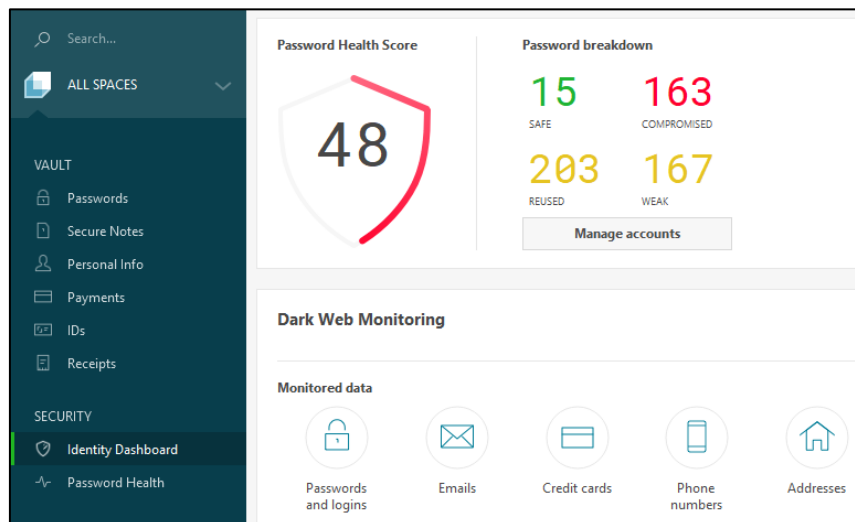 Search...
ALL SPACES
VAULT
Passwords
Secure Notes
Personal Info
Payments
IDs
Receipts
SECURITY
Identity Dashboard
Password Health
Password Health Score
48
Password breakdown
15 163
SAFE COMPROMISED
203 167
REUSED WEAK
Manage accounts
Dark Web Monitoring
Monitored data
Passwords
and logins
Emails
Credit cards
Phone
numbers
Addresses